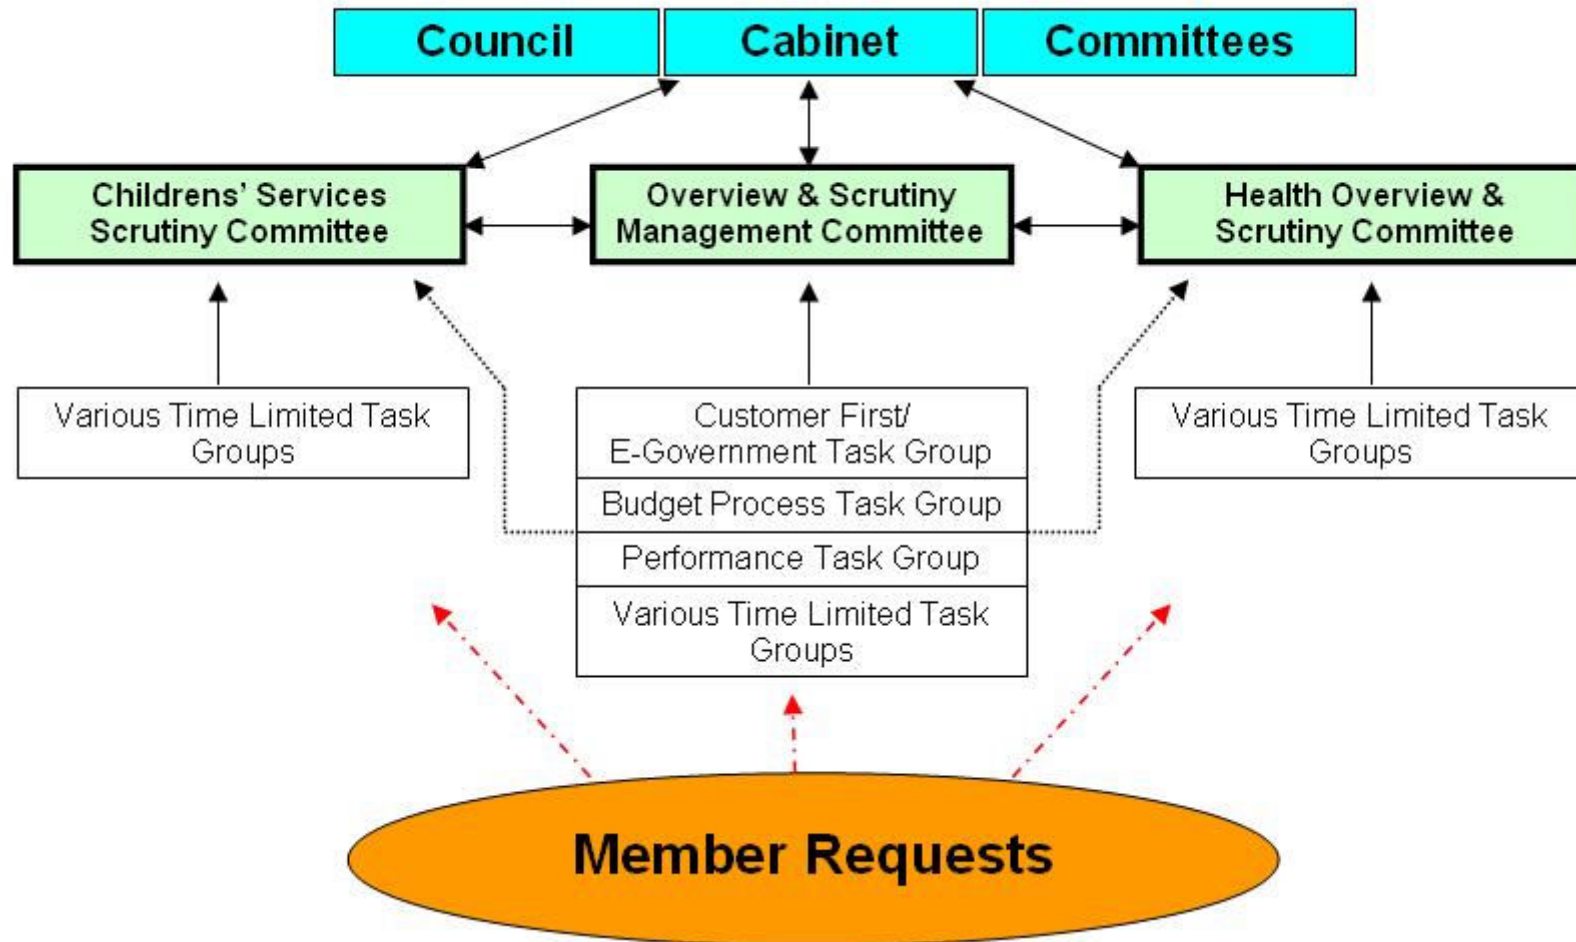 Council
Cabinet
Committees
Childrens' Services
Scrutiny Committee
Overview & Scrutiny
Management Committee
Health Overview &
Scrutiny Committee
Various Time Limited Task
Groups
Customer First/
E-Government Task Group
Budget Process Task Group
Performance Task Group
Various Time Limited Task
Groups
Various Time Limited Task
Groups
Member Requests